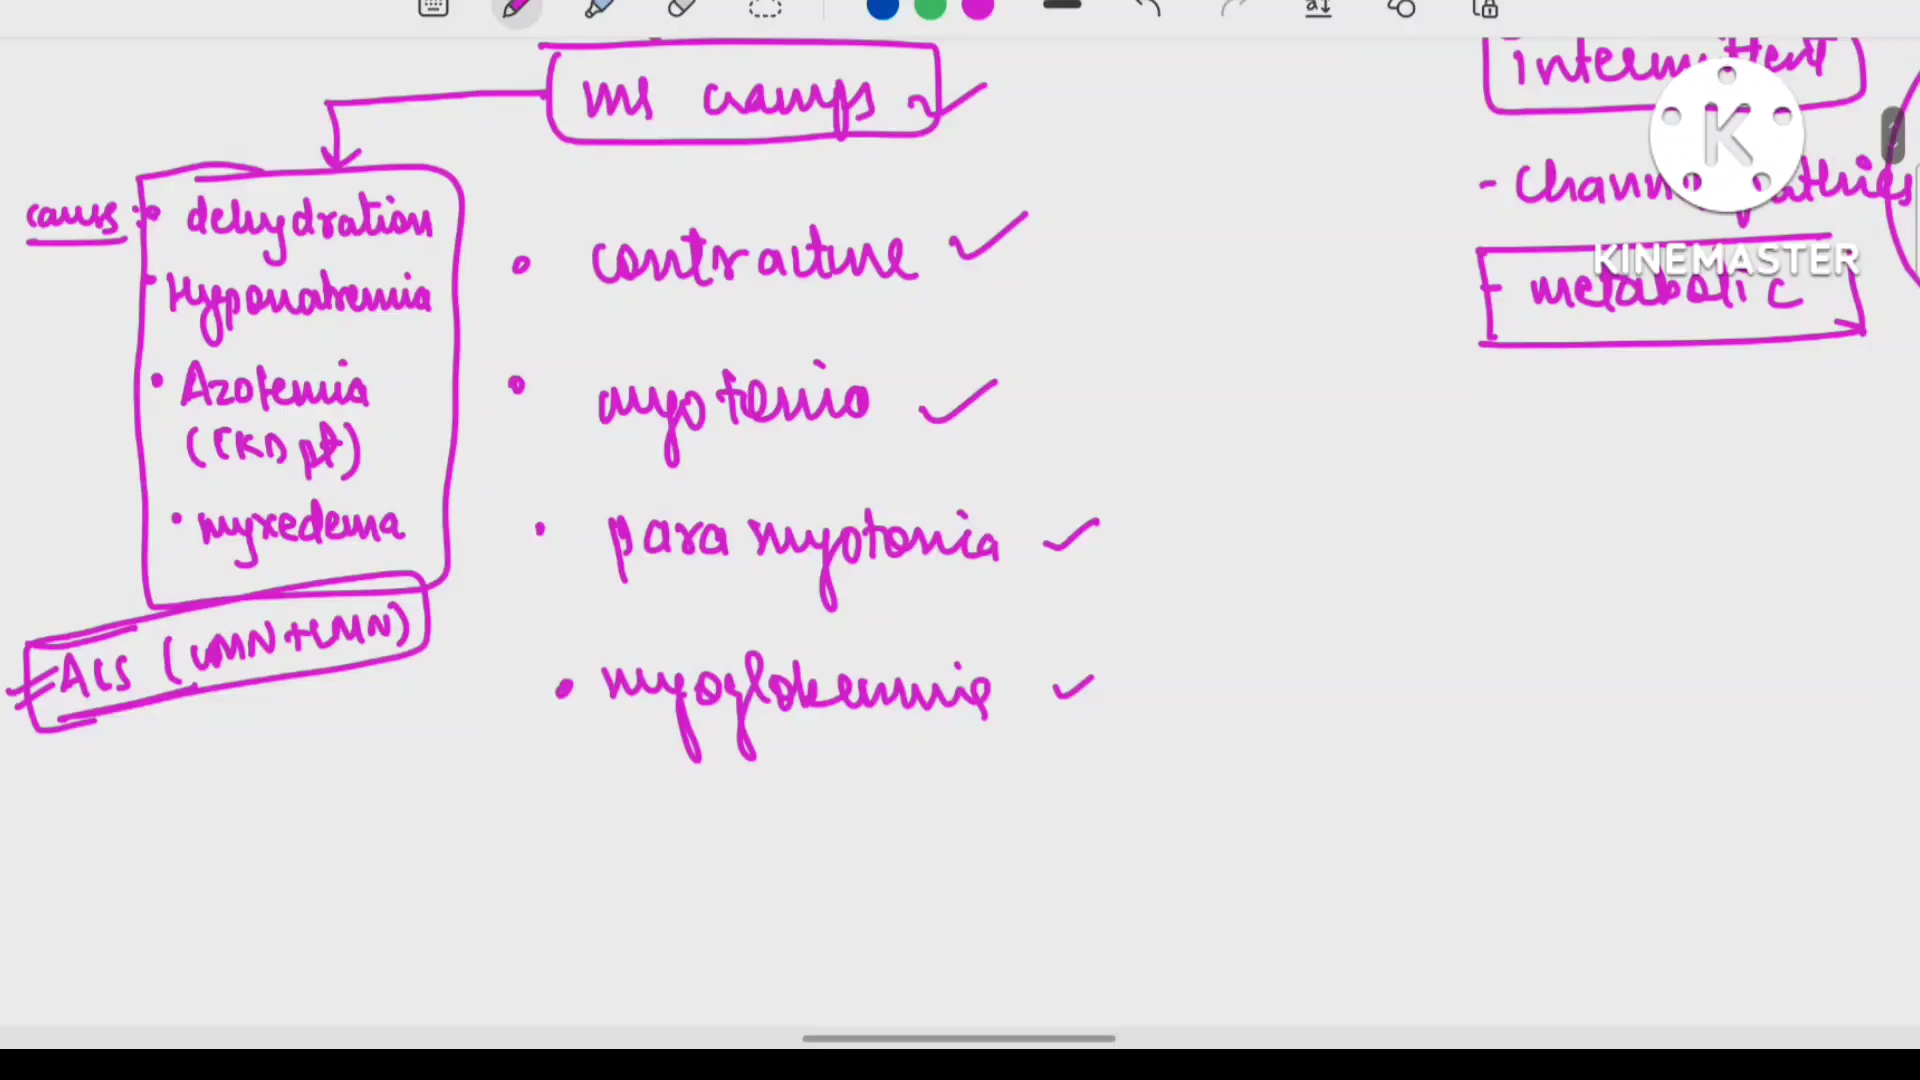 ms cramps
causes :
• dehydration
• Hyponatremia
• Azotemia
(CKD pt)
• myxedema
ALS (UMN+LMN)
• contracture
• myotonia
• para myotonia
• myoglobinuria
intermittent
- Channelopathies
- metabolic
K
KINEMASTER